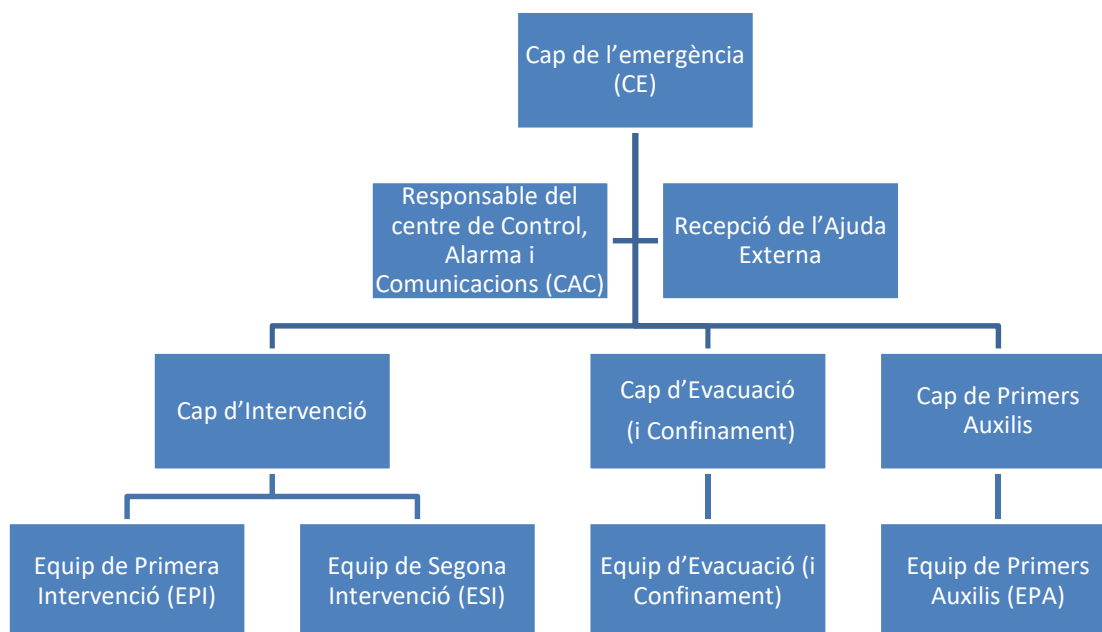 Cap de l’emergència
(CE)
Responsable del
centre de Control,
Alarma i
Comunicacions (CAC)
Recepció de l’Ajuda
Externa
Cap d’Intervenció
Cap d’Evacuació
(i Confinament)
Cap de Primers
Auxilis
Equip de Primera
Intervenció (EPI)
Equip de Segona
Intervenció (ESI)
Equip d’Evacuació (i
Confinament)
Equip de Primers
Auxilis (EPA)